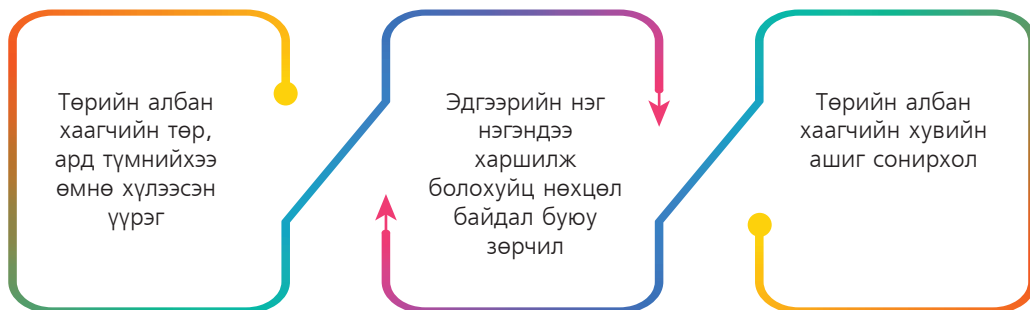 Төрийн албан
хаагчийн төр,
ард түмнийхээ
өмнө хүлээсэн
үүрэг
Эдгээрийн нэг
нэгэндээ
харшилж
болохуйц нөхцөл
байдал буюу
зөрчил
Төрийн албан
хаагчийн хувийн
ашиг сонирхол